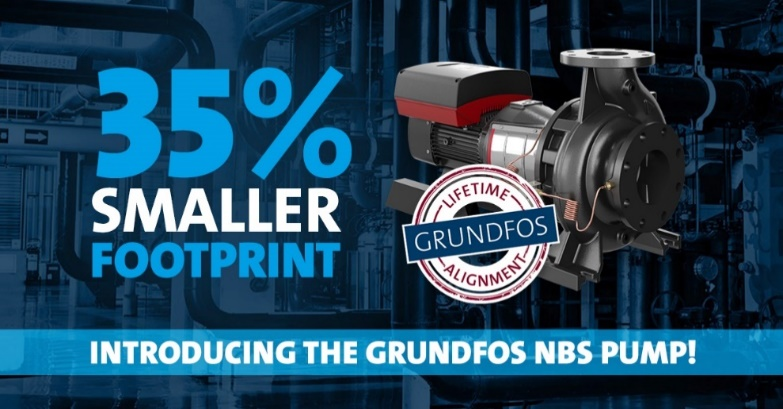 35%
SMALLER
FOOTPRINT
LIFETIME
GRUNDFOS
ALIGNMENT
INTRODUCING THE GRUNDFOS NBS PUMP!